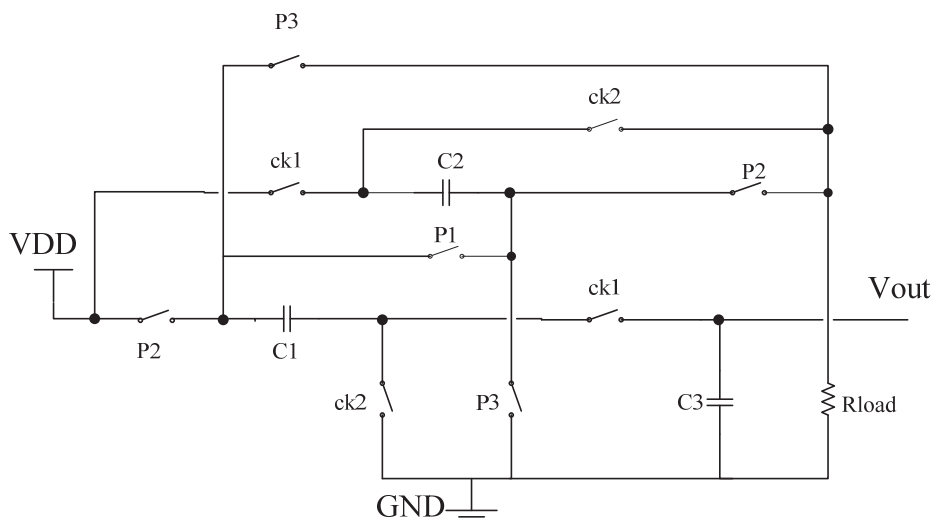 P3
ck2
ck1
C2
P2
VDD
P1
ck1
Vout
P2
C1
ck2
P3
C3
Rload
GND